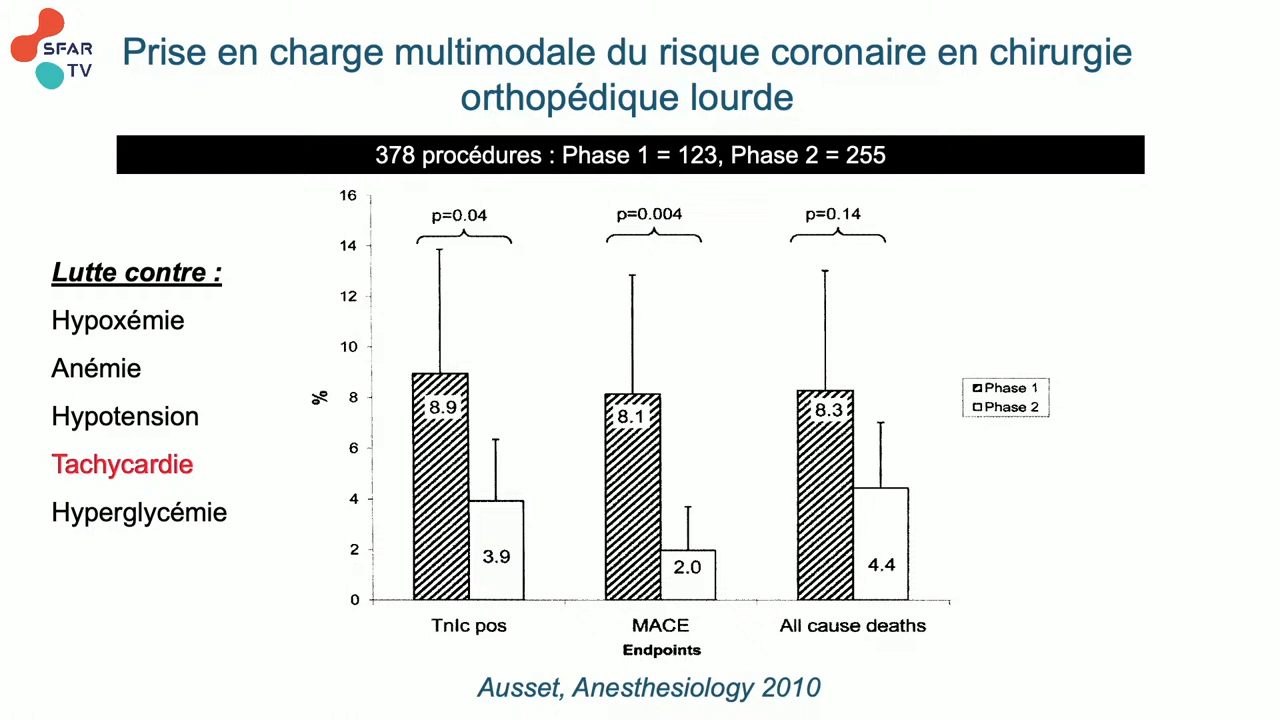 SFAR
TV
Prise en charge multimodale du risque coronaire en chirurgie
orthopédique lourde
378 procédures : Phase 1 = 123, Phase 2 = 255
Lutte contre :
Hypoxémie
Anémie
Hypotension
Tachycardie
Hyperglycémie
16
14
12
10
8
6
4
2
0
%
p=0.04
p=0.004
p=0.14
8.9
3.9
8.1
2.0
8.3
4.4
TnIc pos
MACE
All cause deaths
Endpoints
Phase 1
Phase 2
Ausset, Anesthesiology 2010